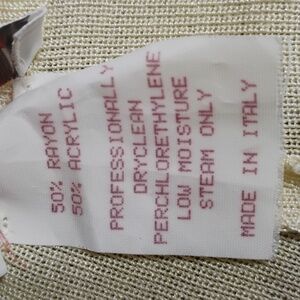 50% RAYON
50% ACRYLIC
PROFESSIONALLY
DRYCLEAN
PERCHLORETHYLENE
LOW MOISTURE
STEAM ONLY
MADE IN ITALY